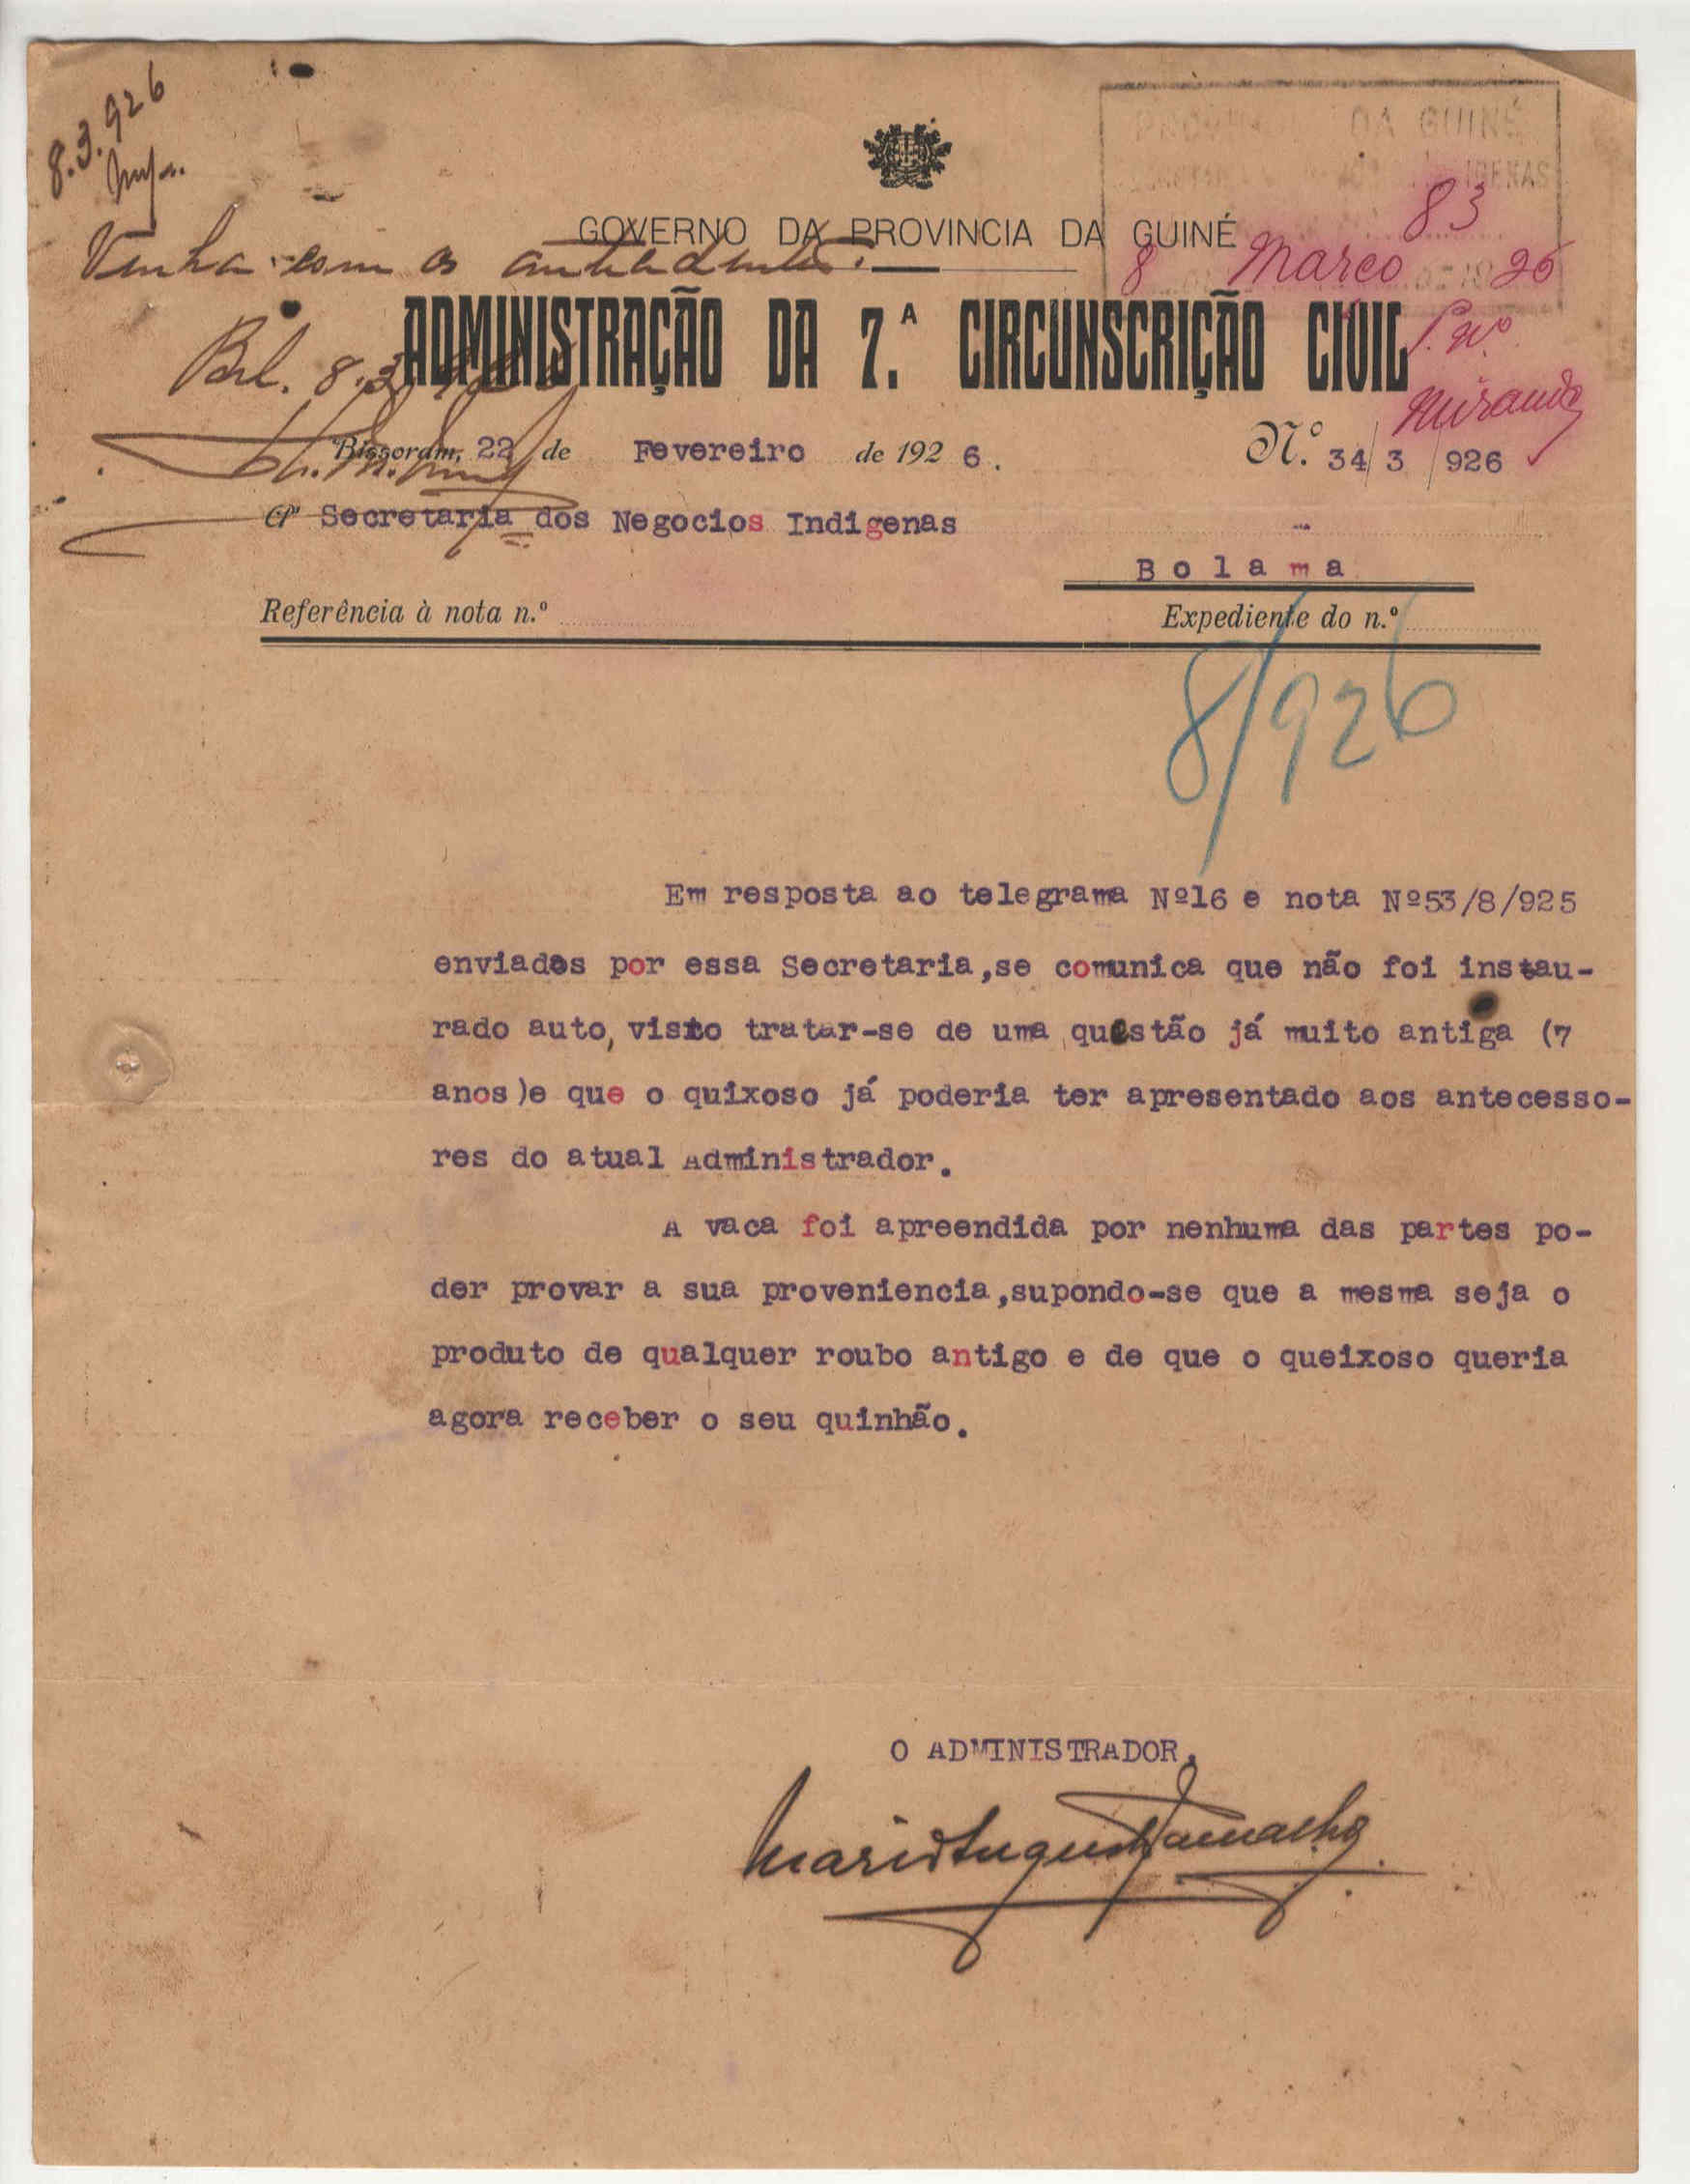 8.3.926
PROVINCIA DA GUINÉ
83
GOVERNO DA PROVINCIA DA GUINÉ
Venha com os antecedentes.
8 Março 26
ADMINISTRAÇÃO DA 7.ª CIRCUNSCRIÇÃO CIVIL
Bol. 8.3.926
Miranda
Bissoram, 22 de Fevereiro de 1926.
N.º 34/3/926
Á Secretaria dos Negocios Indigenas
Bolama
Referência à nota n.º
Expediente do n.º
8/926
Em resposta ao telegrama Nº16 e nota Nº53/8/925
enviados por essa Secretaria,se comunica que não foi instau-
rado auto, visto tratar-se de uma questão já muito antiga (7
anos)e que o quixoso já poderia ter apresentado aos antecesso-
res do atual Administrador.
A vaca foi apreendida por nenhuma das partes po-
der provar a sua proveniencia,supondo-se que a mesma seja o
produto de qualquer roubo antigo e de que o queixoso queria
agora receber o seu quinhão.
O ADMINISTRADOR,
Mario Augusto Camacho